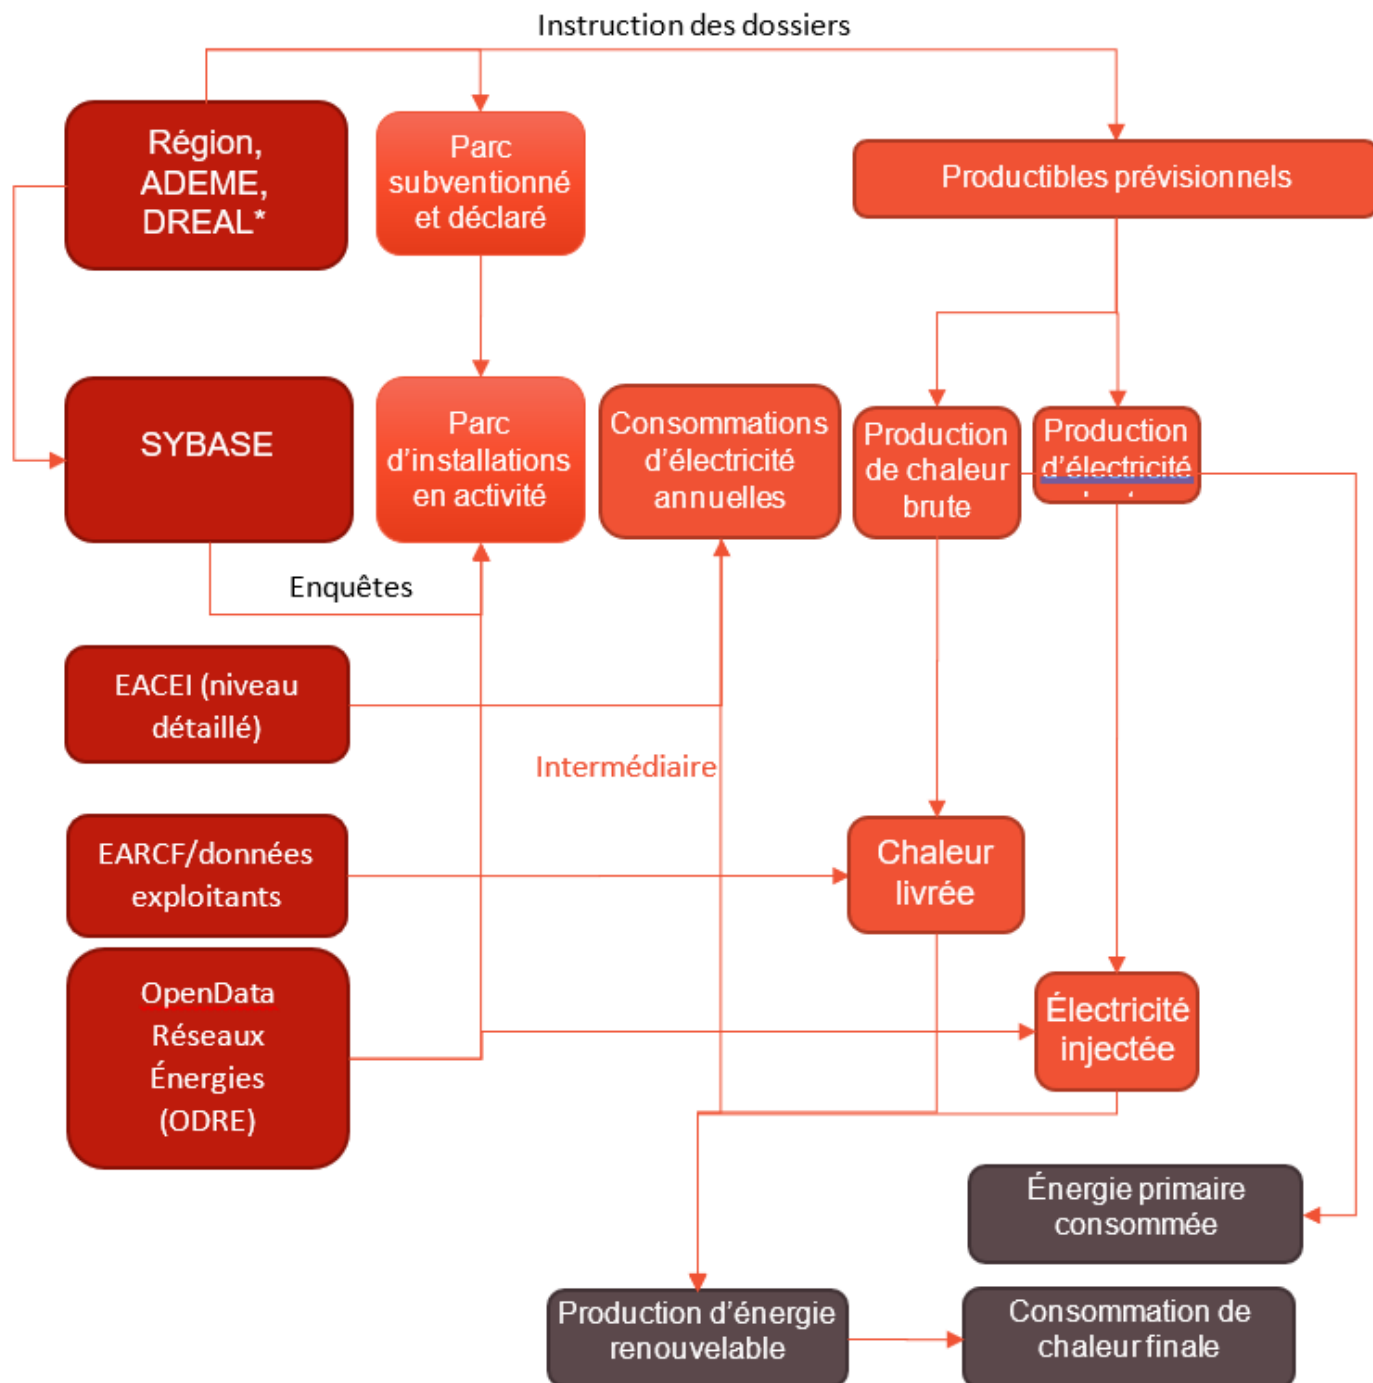 Instruction des dossiers
Région,
ADEME,
DREAL*
Parc
subventionné
et déclaré
Productibles prévisionnels
SYBASE
Parc
d'installations
en activité
Consommations
d'électricité
annuelles
Production
de chaleur
brute
Production
d'électricité
Enquêtes
EACEI (niveau
détaillé)
Intermédiaire
EARCF/données
exploitants
Chaleur
livrée
OpenData
Réseaux
Énergies
(ODRE)
Électricité
injectée
Énergie primaire
consommée
Production d'énergie
renouvelable
Consommation de
chaleur finale